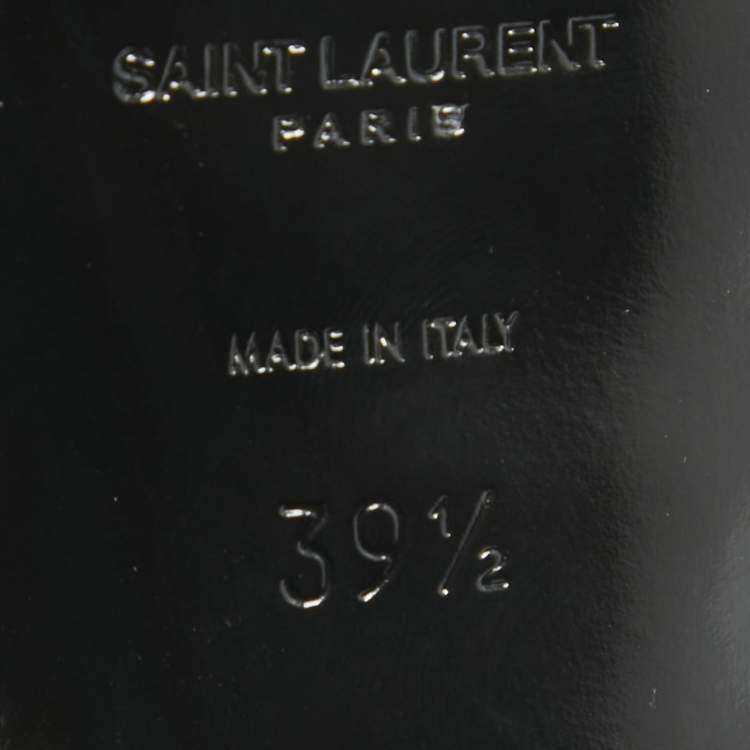 SAINT LAURENT
PARIS
MADE IN ITALY
39½